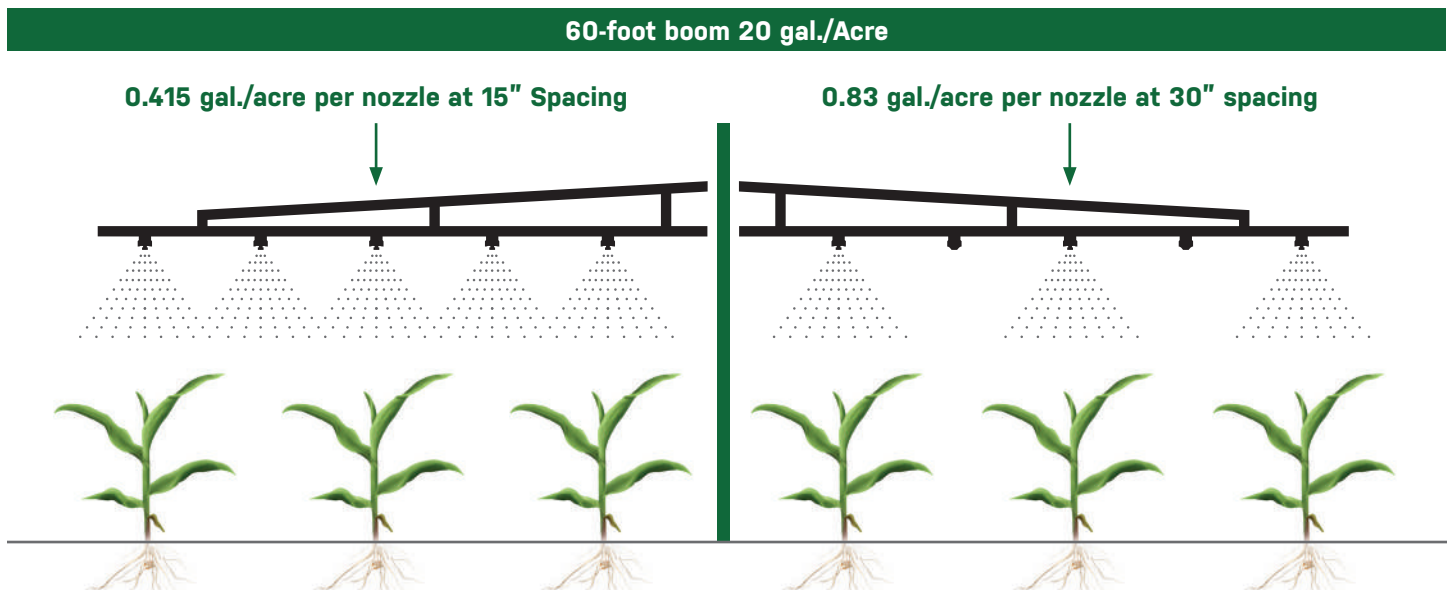 60-foot boom 20 gal./Acre
0.415 gal./acre per nozzle at 15” Spacing
0.83 gal./acre per nozzle at 30” spacing